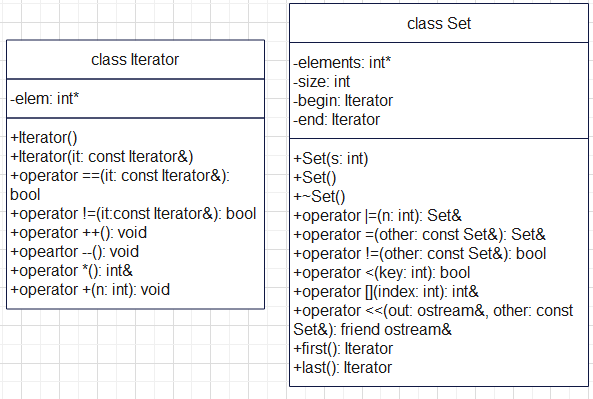 class Iterator
-elem: int*
+Iterator()
+Iterator(it: const Iterator&)
+operator ==(it: const Iterator&):
bool
+operator !=(it:const Iterator&): bool
+operator ++(): void
+opeartor --(): void
+operator *(): int&
+operator +(n: int): void
class Set
-elements: int*
-size: int
-begin: Iterator
-end: Iterator
+Set(s: int)
+Set()
+~Set()
+operator |=(n: int): Set&
+operator =(other: const Set&): Set&
+operator !=(other: const Set&): bool
+operator <(key: int): bool
+operator [](index: int): int&
+operator <<(out: ostream&, other: const
Set&): friend ostream&
+first(): Iterator
+last(): Iterator